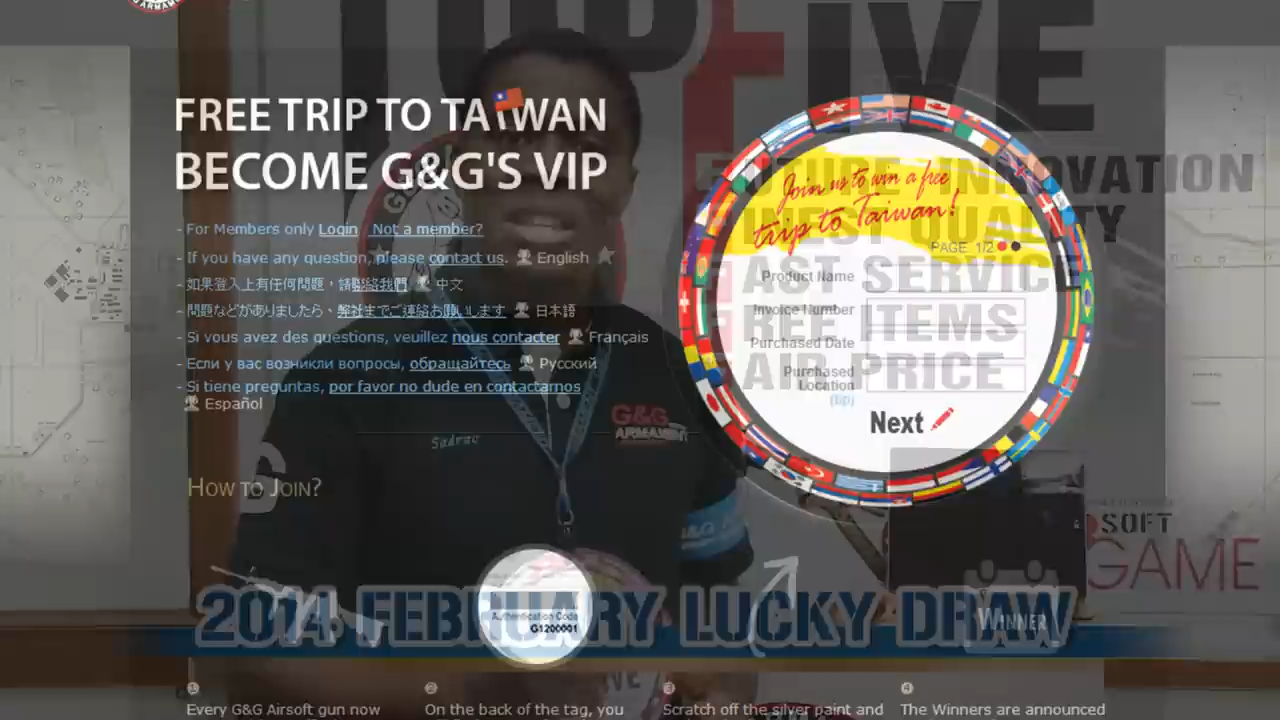 TOP FIVE
FREE TRIP TO TAIWAN
BECOME G&G'S VIP
- For Members only Login Not a member?
- If you have any question, please contact us. English
- 如果登入上有任何問題，請聯絡我們 中文
- 問題などがありましたら、弊社までご連絡お願いします 日本語
- Si vous avez des questions, veuillez nous contacter Français
- Если у вас возникли вопросы, обращайтесь Русский
- Si tiene preguntas, por favor no dude en contactarnos
Español
Join us to win a free
trip to Taiwan!
PAGE 1/2
Product Name
Invoice Number
Purchased Date
Purchased
Location
(tip)
Next
FUTURE INNOVATION
FINEST QUALITY
FAST SERVICE
FREE ITEMS
FAIR PRICE
Sadrac
G&G
ARMAMENT
How to Join?
SOFT
GAME
2014 FEBRUARY LUCKY DRAW
Authentication Code
G1200001
Winner
1
Every G&G Airsoft gun now
2
On the back of the tag, you
3
Scratch off the silver paint and
4
The Winners are announced